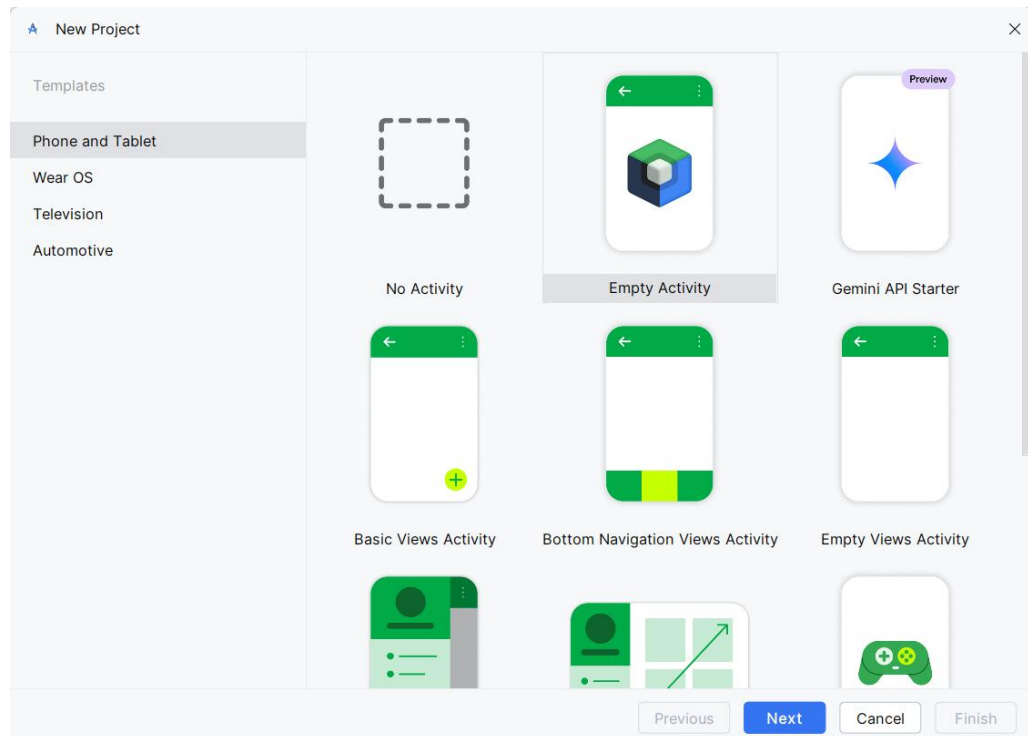 New Project
Templates
Phone and Tablet
Wear OS
Television
Automotive
No Activity
Empty Activity
Preview
Gemini API Starter
Basic Views Activity
Bottom Navigation Views Activity
Empty Views Activity
Previous
Next
Cancel
Finish